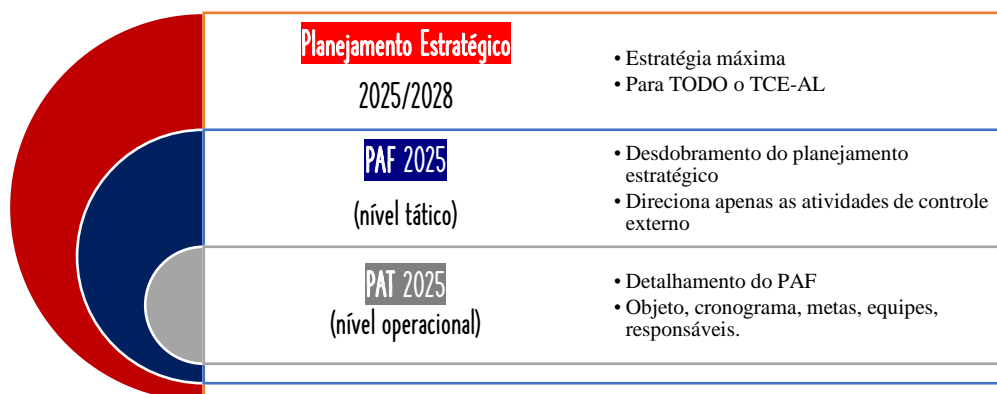 Planejamento Estratégico
2025/2028
• Estratégia máxima
• Para TODO o TCE-AL
PAF 2025
(nível tático)
• Desdobramento do planejamento
estratégico
• Direciona apenas as atividades de controle
externo
PAT 2025
(nível operacional)
• Detalhamento do PAF
• Objeto, cronograma, metas, equipes,
responsáveis.